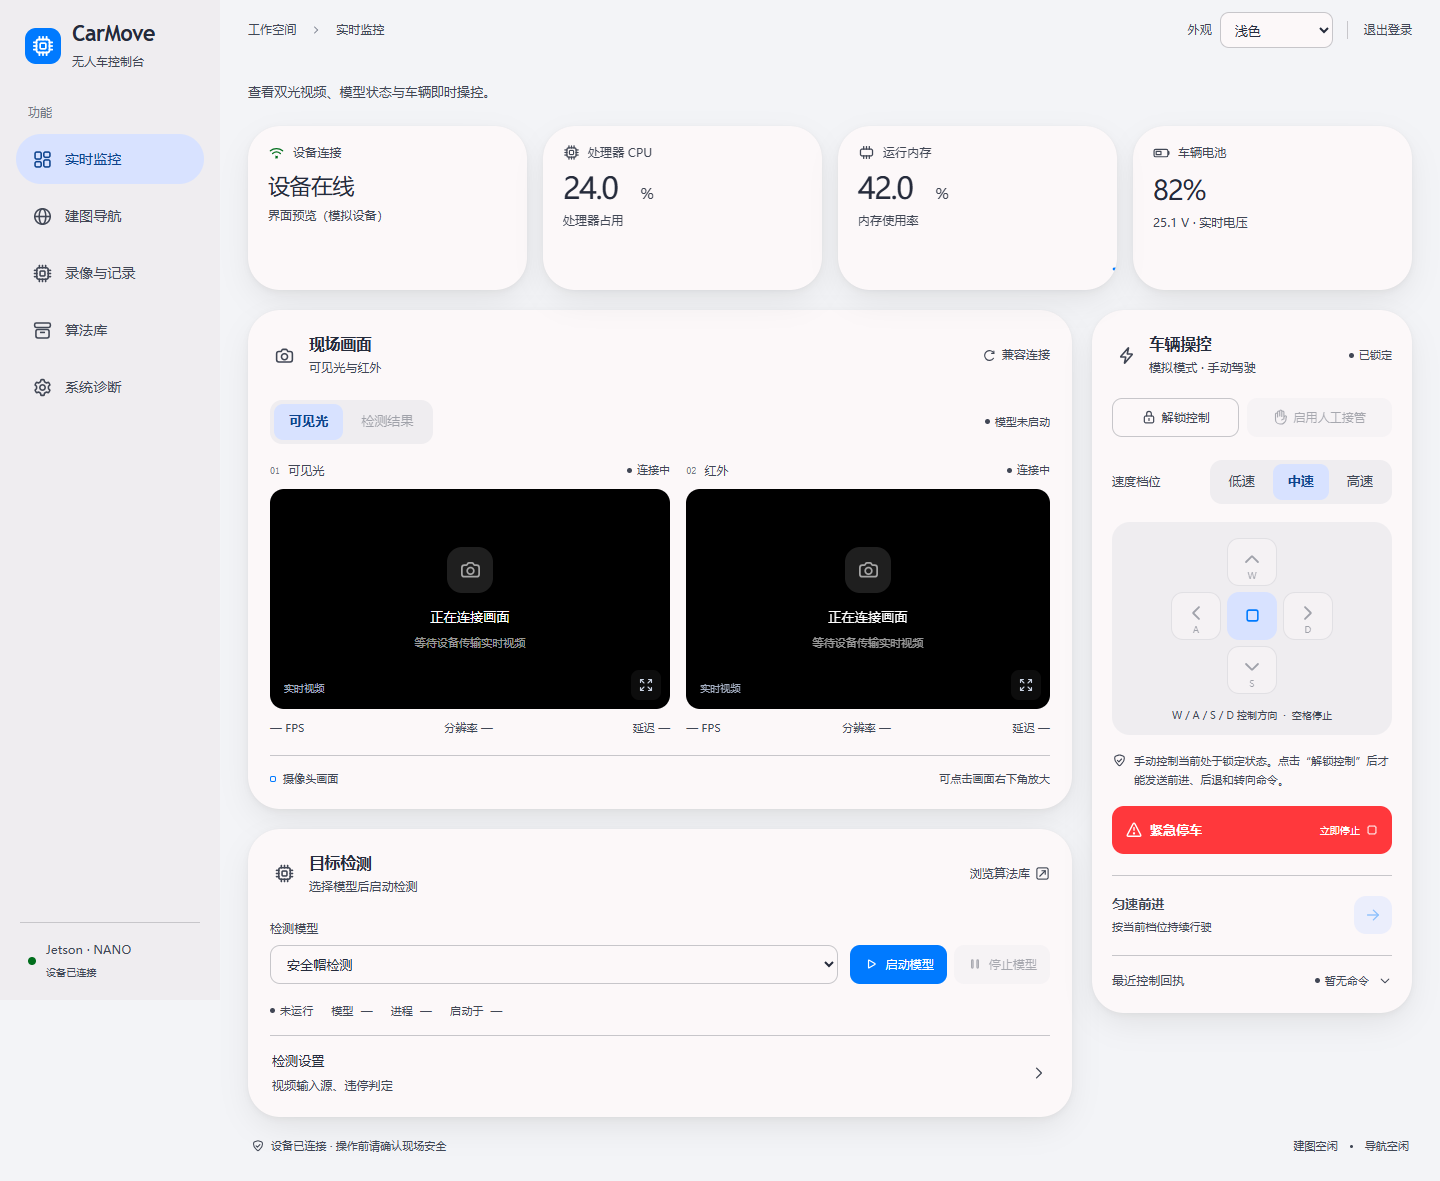 CarMove
无人车控制台
功能
实时监控
建图导航
录像与记录
算法库
系统诊断
Jetson · NANO
设备已连接
工作空间 > 实时监控
外观 浅色 退出登录
查看双光视频、模型状态与车辆即时操控。
设备连接
设备在线
界面预览（模拟设备）
处理器 CPU
24.0 %
处理器占用
运行内存
42.0 %
内存使用率
车辆电池
82%
25.1 V · 实时电压
现场画面
可见光与红外
兼容连接
可见光 检测结果
模型未启动
01 可见光 连接中
正在连接画面
等待设备传输实时视频
实时视频
— FPS 分辨率 — 延迟 —
02 红外 连接中
正在连接画面
等待设备传输实时视频
实时视频
— FPS 分辨率 — 延迟 —
摄像头画面
可点击画面右下角放大
目标检测
选择模型后启动检测
浏览算法库
检测模型
安全帽检测
启动模型 停止模型
未运行 模型 — 进程 — 启动于 —
检测设置
视频输入源、违停判定
车辆操控
模拟模式 · 手动驾驶
已锁定
解锁控制 启用人工接管
速度档位 低速 中速 高速
W
A D
S
W / A / S / D 控制方向 · 空格停止
手动控制当前处于锁定状态。点击“解锁控制”后才
能发送前进、后退和转向命令。
紧急停车 立即停止
匀速前进
按当前档位持续行驶
最近控制回执 暂无命令
设备已连接 · 操作前请确认现场安全
建图空闲 • 导航空闲